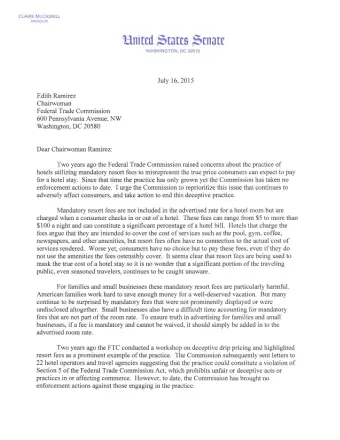 CLAIRE McCASKILL
MISSOURI
United States Senate
WASHINGTON, DC 20510
July 16, 2015
Edith Ramirez
Chairwoman
Federal Trade Commission
600 Pennsylvania Avenue, NW
Washington, DC 20580
Dear Chairwoman Ramirez:
Two years ago the Federal Trade Commission raised concerns about the practice of
hotels utilizing mandatory resort fees to misrepresent the true price consumers can expect to pay
for a hotel stay. Since that time the practice has only grown yet the Commission has taken no
enforcement actions to date. I urge the Commission to reprioritize this issue that continues to
adversely affect consumers, and take action to end this deceptive practice.
Mandatory resort fees are not included in the advertised rate for a hotel room but are
charged when a consumer checks in or out of a hotel. These fees can range from $5 to more than
$100 a night and can constitute a significant percentage of a hotel bill. Hotels that charge the
fees argue that they are intended to cover the cost of services such as the pool, gym, coffee,
newspapers, and other amenities, but resort fees often have no connection to the actual cost of
services rendered. Worse yet, consumers have no choice but to pay these fees, even if they do
not use the amenities the fees ostensibly cover. It seems clear that resort fees are being used to
mask the true cost of a hotel stay so it is no wonder that a significant portion of the traveling
public, even seasoned travelers, continues to be caught unaware.
For families and small businesses these mandatory resort fees are particularly harmful.
American families work hard to save enough money for a well-deserved vacation. But many
continue to be surprised by mandatory fees that were not prominently displayed or were
undisclosed altogether. Small businesses also have a difficult time accounting for mandatory
fees that are not part of the room rate. To ensure truth in advertising for families and small
businesses, if a fee is mandatory and cannot be waived, it should simply be added in to the
advertised room rate.
Two years ago the FTC conducted a workshop on deceptive drip pricing and highlighted
resort fees as a prominent example of the practice. The Commission subsequently sent letters to
22 hotel operators and travel agencies suggesting that the practice could constitute a violation of
Section 5 of the Federal Trade Commission Act, which prohibits unfair or deceptive acts or
practices in or affecting commerce. However, to date, the Commission has brought no
enforcement actions against those engaging in the practice.